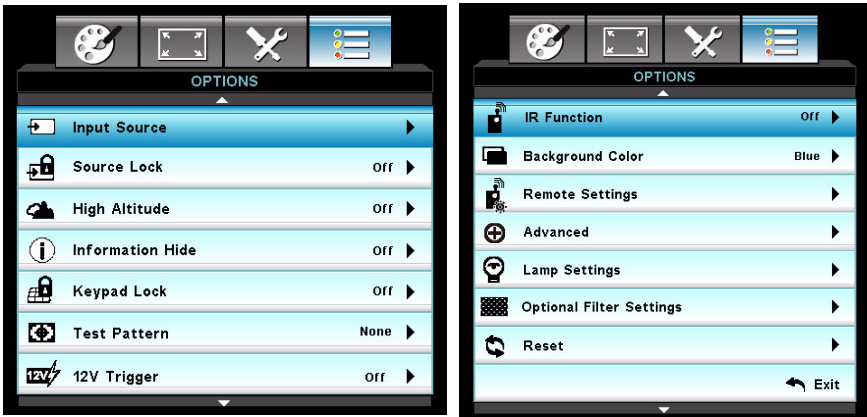 OPTIONS
Input Source
Source Lock Off
High Altitude Off
Information Hide Off
Keypad Lock Off
Test Pattern None
12V 12V Trigger Off
OPTIONS
IR Function Off
Background Color Blue
Remote Settings
Advanced
Lamp Settings
Optional Filter Settings
Reset
Exit